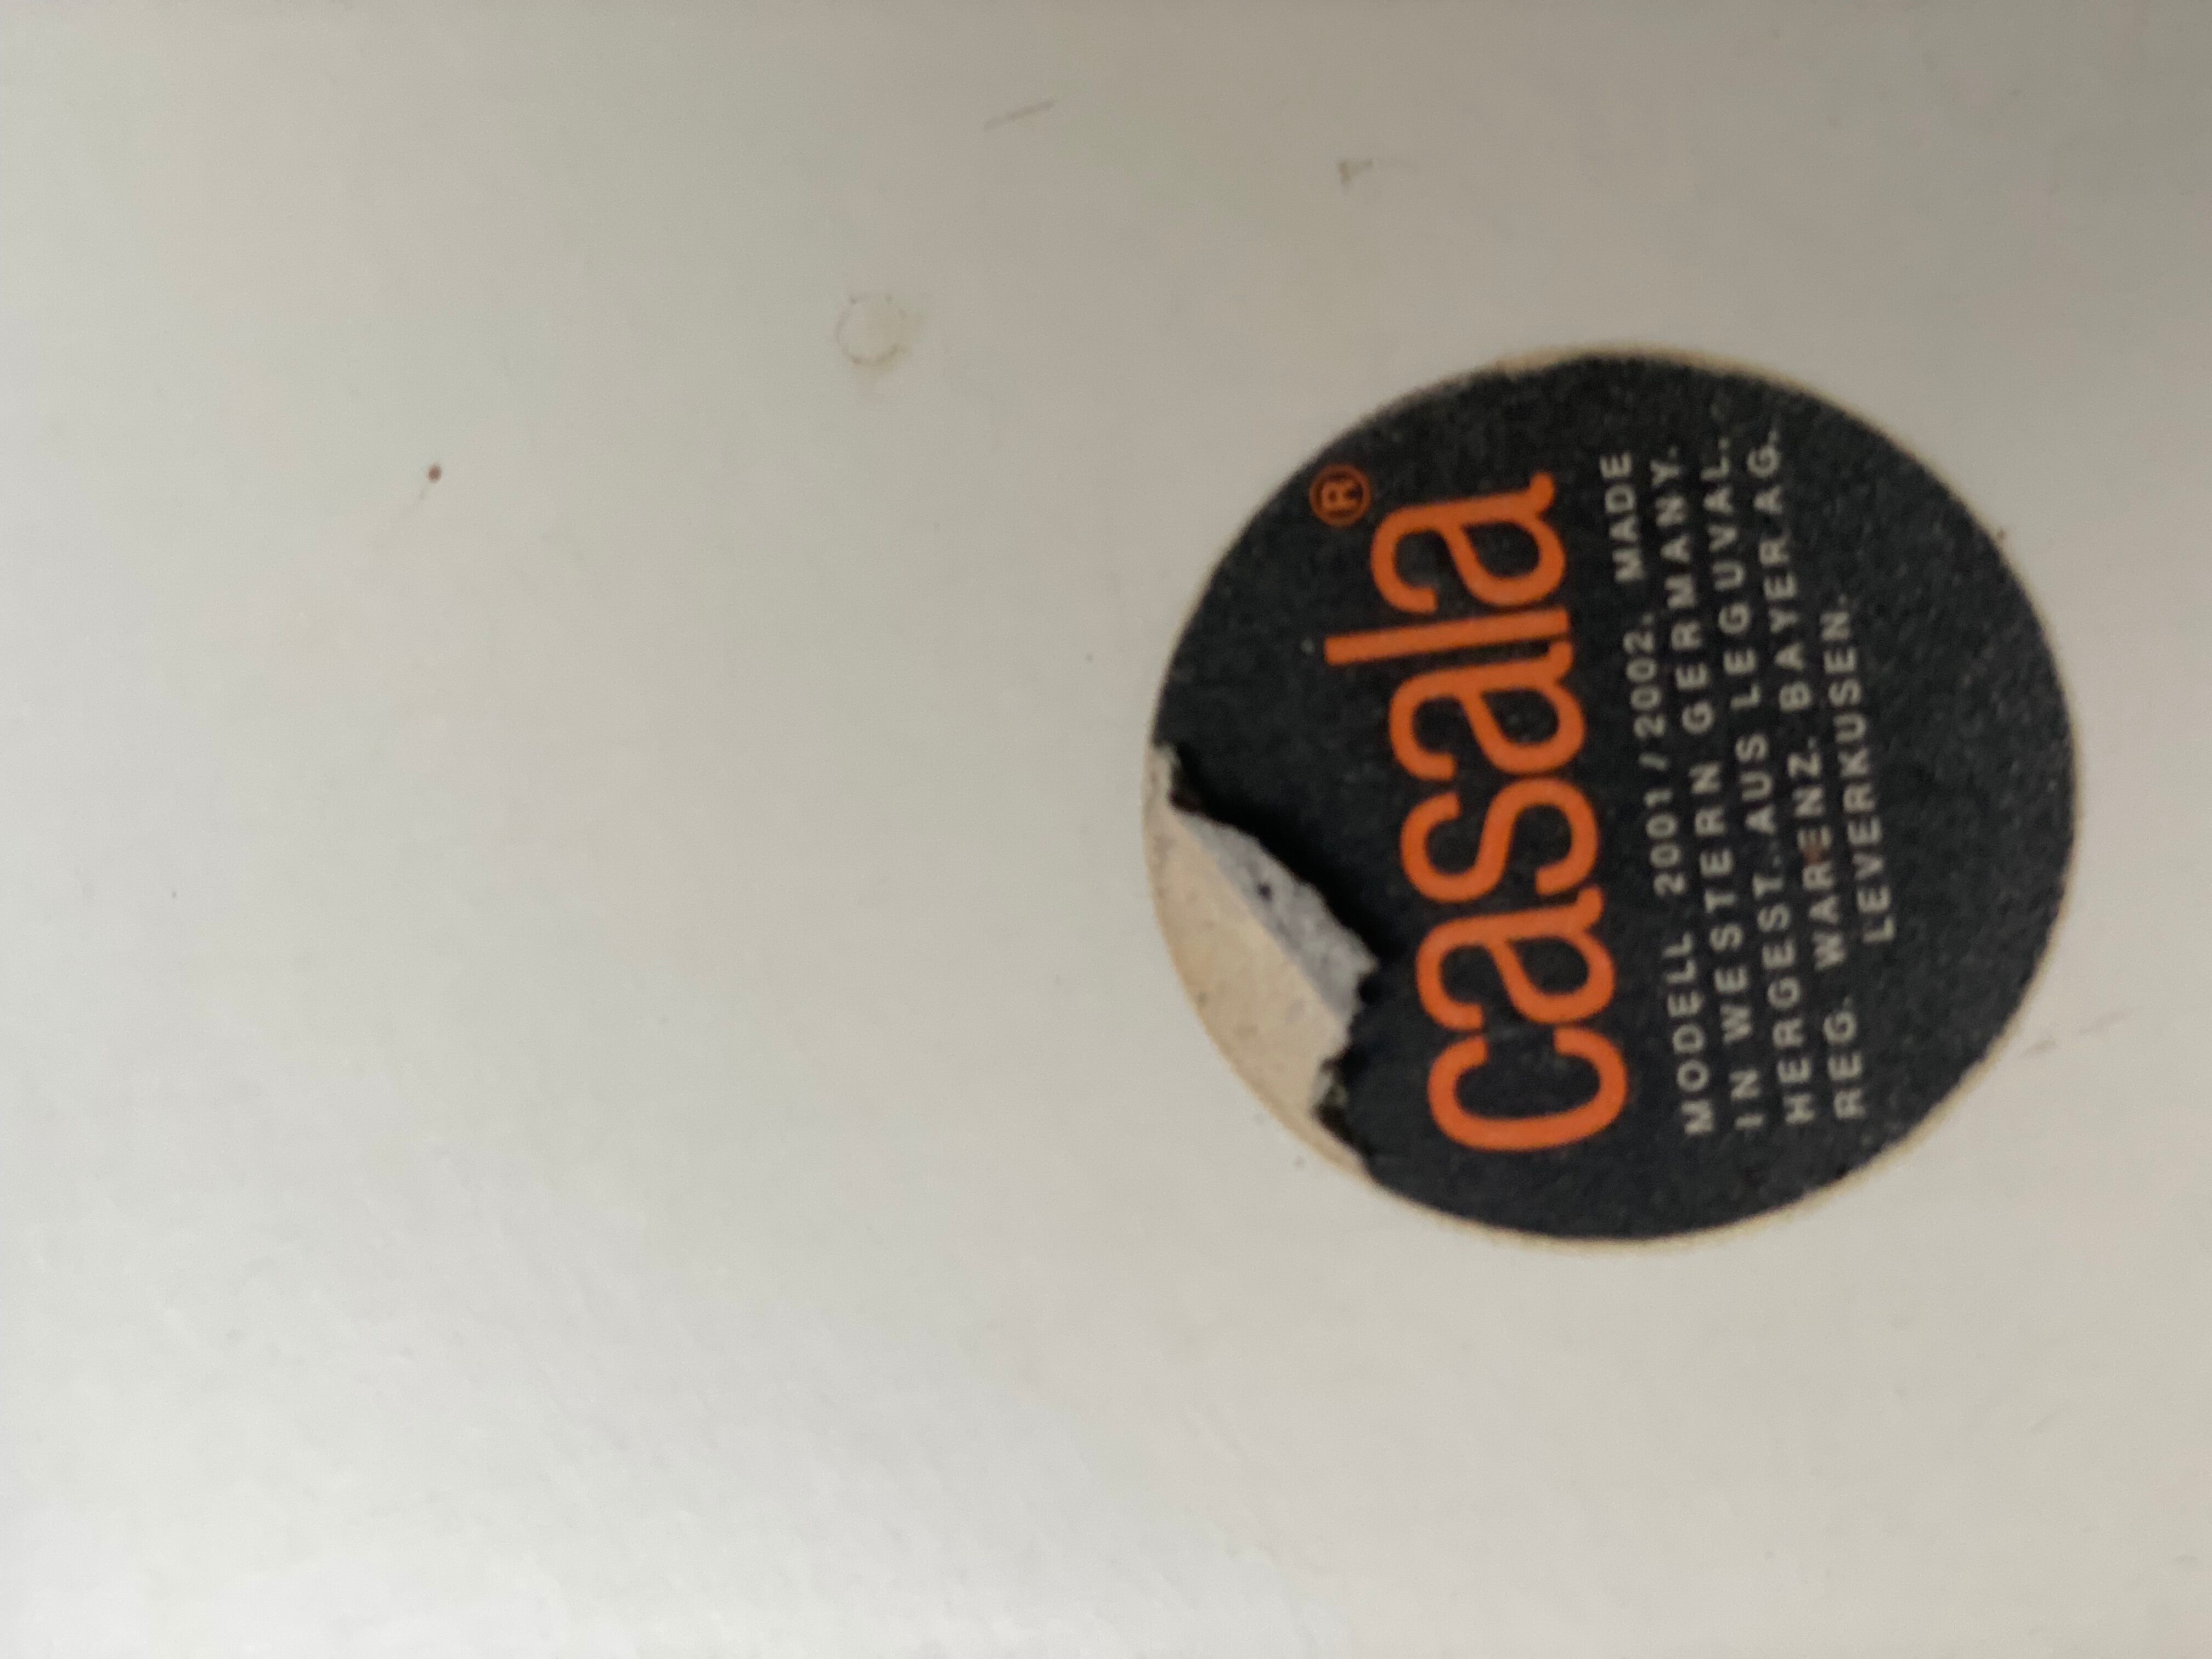 casala®
MODELL 2001/2002. MADE
IN WESTERN GERMANY.
HERGEST. AUS LEGUVAL.
REG. WARENZ. BAYER AG.
LEVERKUSEN.